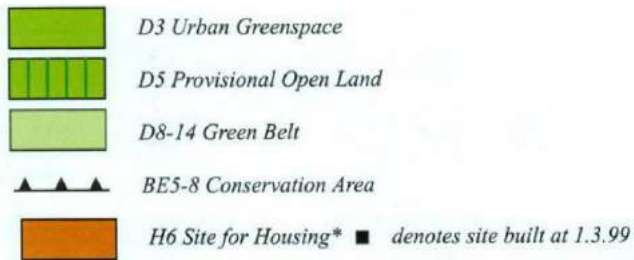 D3 Urban Greenspace
D5 Provisional Open Land
D8-14 Green Belt
BE5-8 Conservation Area
H6 Site for Housing* ■ denotes site built at 1.3.99